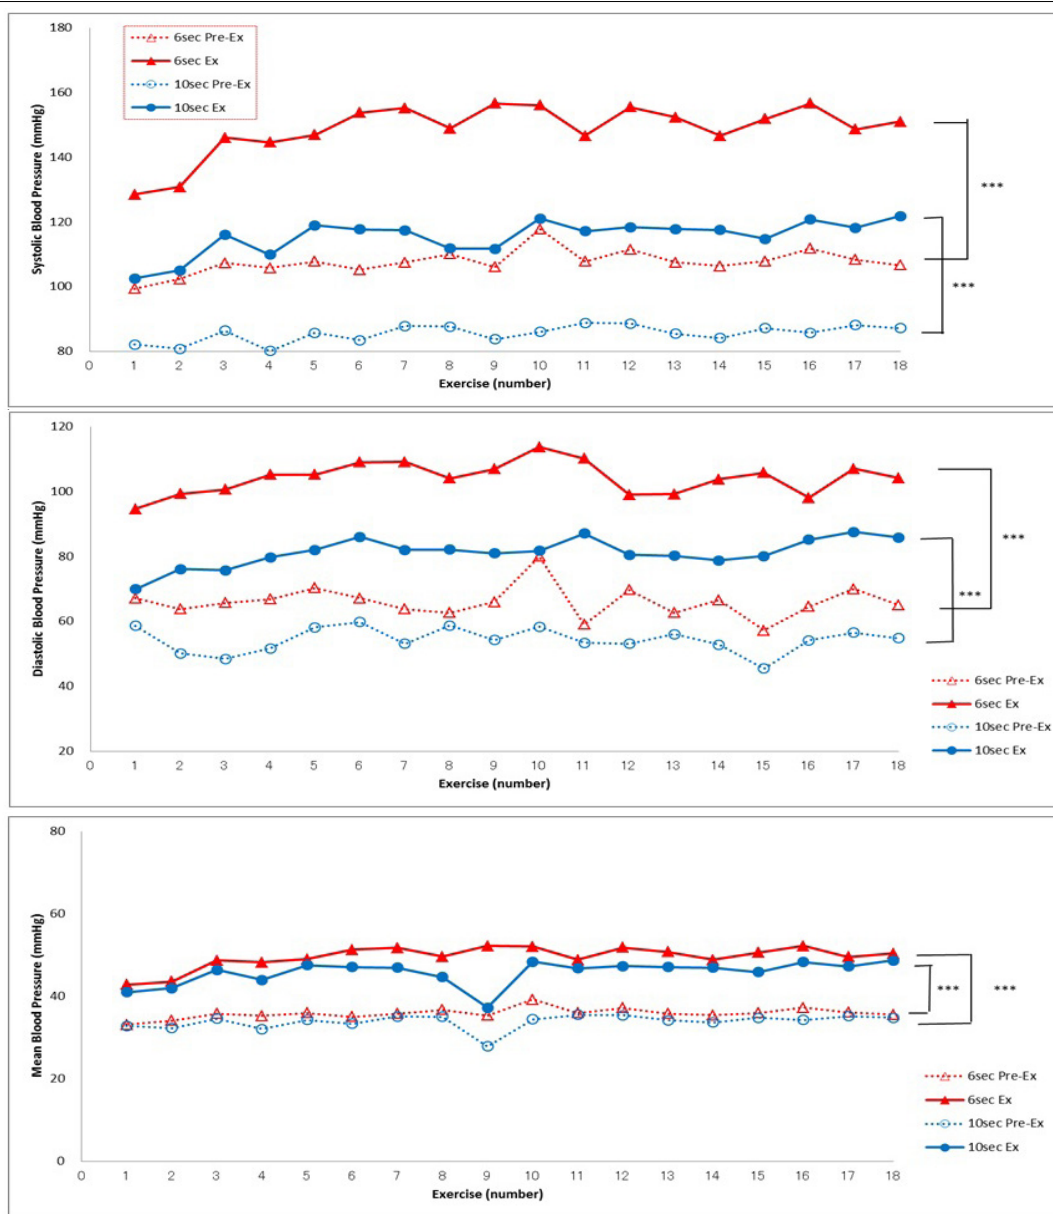 180
160
140
120
100
80
Systolic Blood Pressure (mmHg)
6sec Pre-Ex
6sec Ex
10sec Pre-Ex
10sec Ex
***
***
0 1 2 3 4 5 6 7 8 9 10 11 12 13 14 15 16 17 18
Exercise (number)
120
100
80
60
40
20
Diastolic Blood Pressure (mmHg)
***
***
6sec Pre-Ex
6sec Ex
10sec Pre-Ex
10sec Ex
0 1 2 3 4 5 6 7 8 9 10 11 12 13 14 15 16 17 18
Exercise (number)
80
60
40
20
0
Mean Blood Pressure (mmHg)
*** ***
6sec Pre-Ex
6sec Ex
10sec Pre-Ex
10sec Ex
0 1 2 3 4 5 6 7 8 9 10 11 12 13 14 15 16 17 18
Exercise (number)